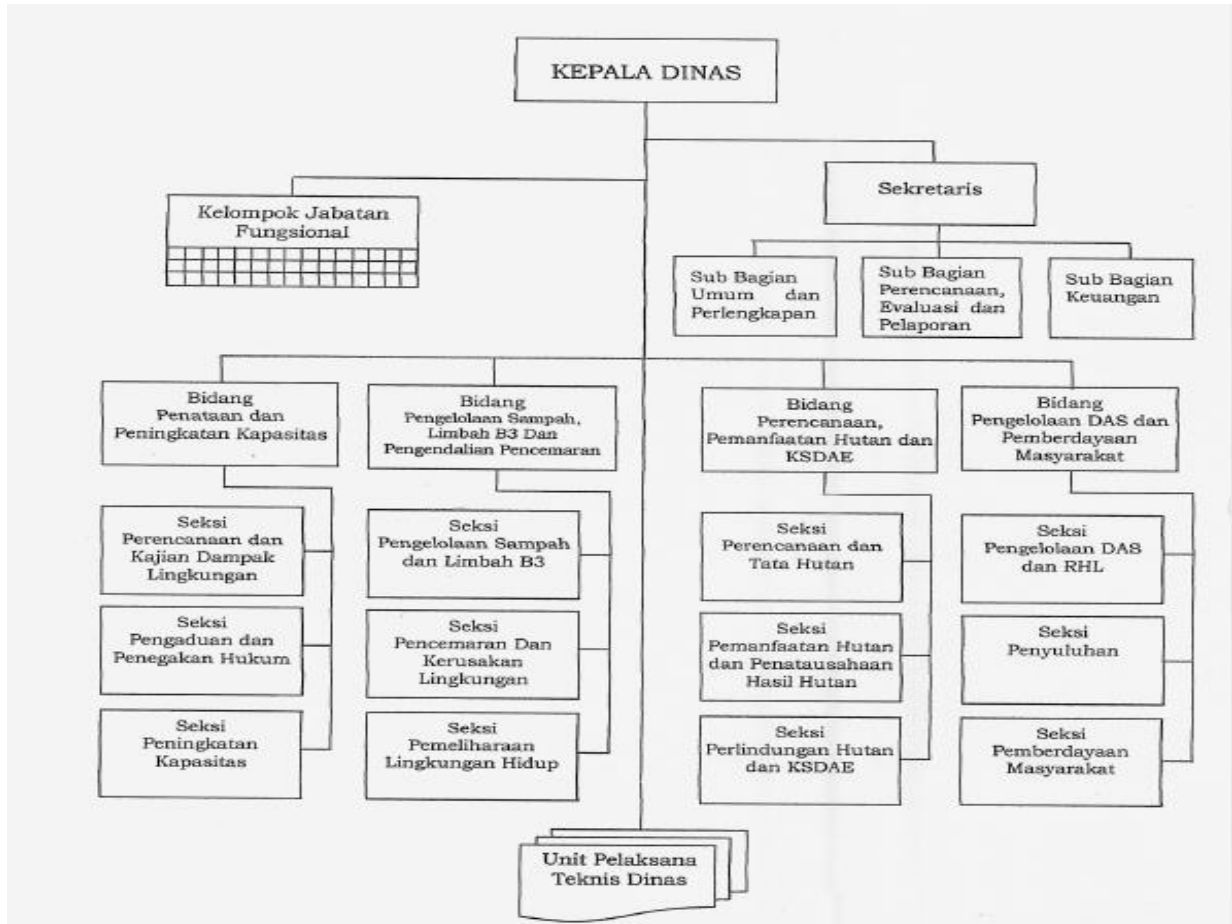 KEPALA DINAS
Sekretaris
Kelompok Jabatan
Fungsional
Sub Bagian
Umum dan
Perlengkapan
Sub Bagian
Perencanaan,
Evaluasi dan
Pelaporan
Sub Bagian
Keuangan
Bidang
Penataan dan
Peningkatan Kapasitas
Bidang
Pengelolaan Sampah,
Limbah B3 Dan
Pengendalian Pencemaran
Bidang
Perencanaan,
Pemanfaatan Hutan dan
KSDAE
Bidang
Pengelolaan DAS dan
Pemberdayaan
Masyarakat
Seksi
Perencanaan dan
Kajian Dampak
Lingkungan
Seksi
Pengelolaan Sampah
dan Limbah B3
Seksi
Perencanaan dan
Tata Hutan
Seksi
Pengelolaan DAS
dan RHL
Seksi
Pengaduan dan
Penegakan Hukum
Seksi
Pencemaran Dan
Kerusakan
Lingkungan
Seksi
Pemanfaatan Hutan
dan Penatausahaan
Hasil Hutan
Seksi
Penyuluhan
Seksi
Peningkatan
Kapasitas
Seksi
Pemeliharaan
Lingkungan Hidup
Seksi
Perlindungan Hutan
dan KSDAE
Seksi
Pemberdayaan
Masyarakat
Unit Pelaksana
Teknis Dinas